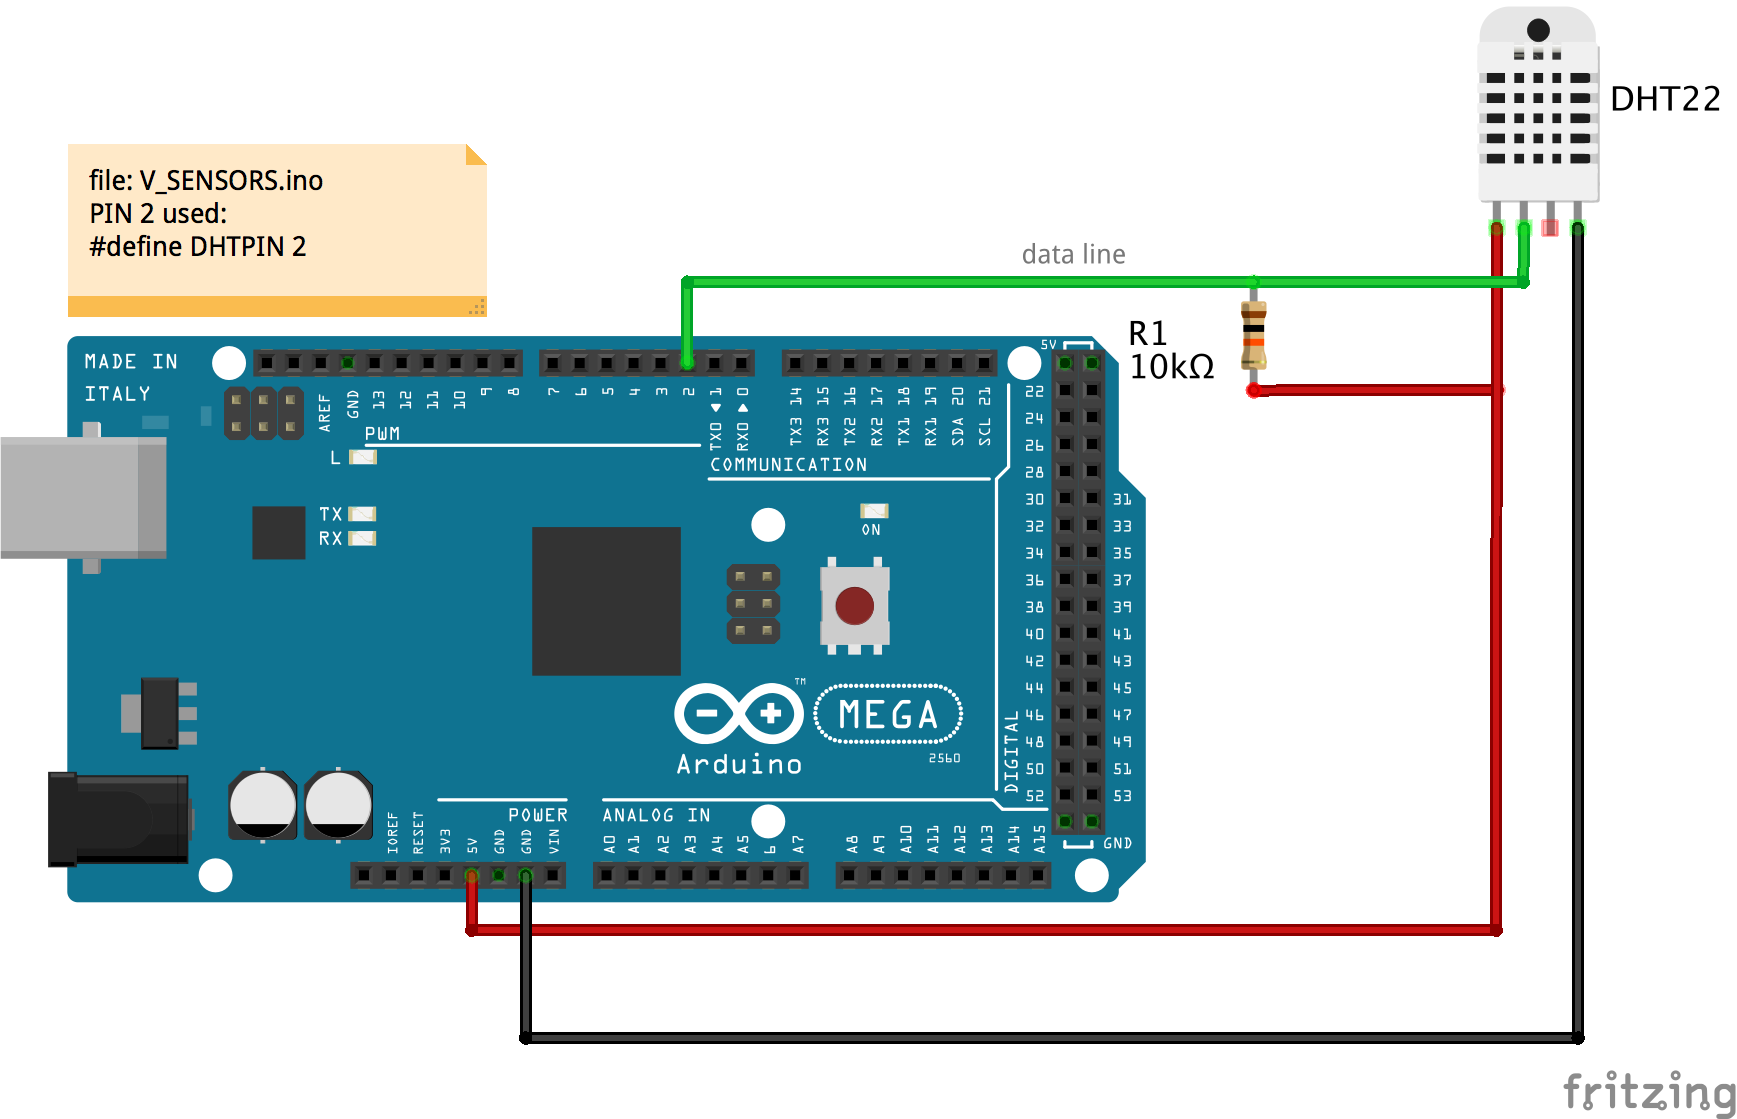 DHT22
file: V_SENSORS.ino
PIN 2 used:
#define DHTPIN 2
data line
R1
10kΩ
MADE IN
ITALY
AREF
GND
13
12
11
10
9
8
7
6
5
4
3
2
TX0 1
RX0 0
TX3 14
RX3 15
TX2 16
RX2 17
TX1 18
RX1 19
SDA 20
SCL 21
5V
PWM
COMMUNICATION
L
TX
RX
ON
22
24
26
28
30 31
32 33
34 35
36 37
38 39
40 41
42 43
44 45
46 47
48 49
50 51
52 53
DIGITAL
GND
TM
MEGA
Arduino
2560
POWER
ANALOG IN
IOREF
RESET
3V3
5V
GND
GND
VIN
A0
A1
A2
A3
A4
A5
6
A7
A8
A9
A10
A11
A12
A13
A14
A15
fritzing